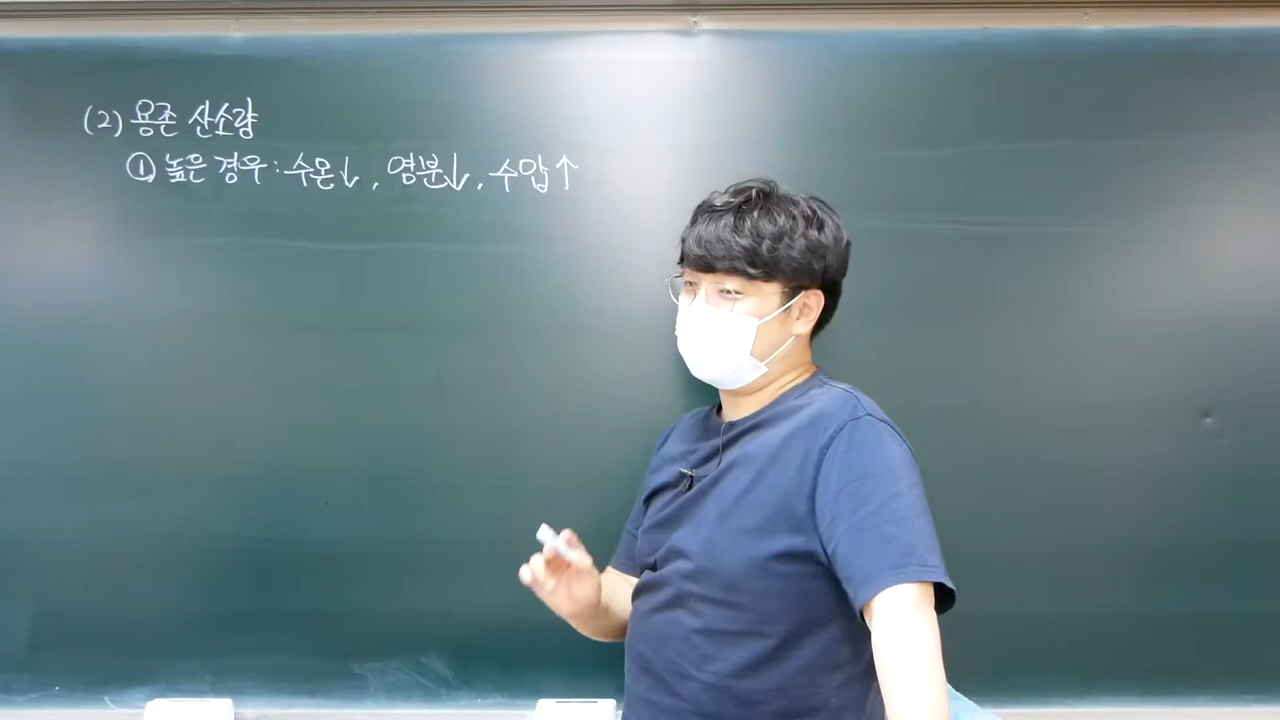 (2) 용존 산소량
① 높은 경우 : 수온↓, 염분↓, 수압↑